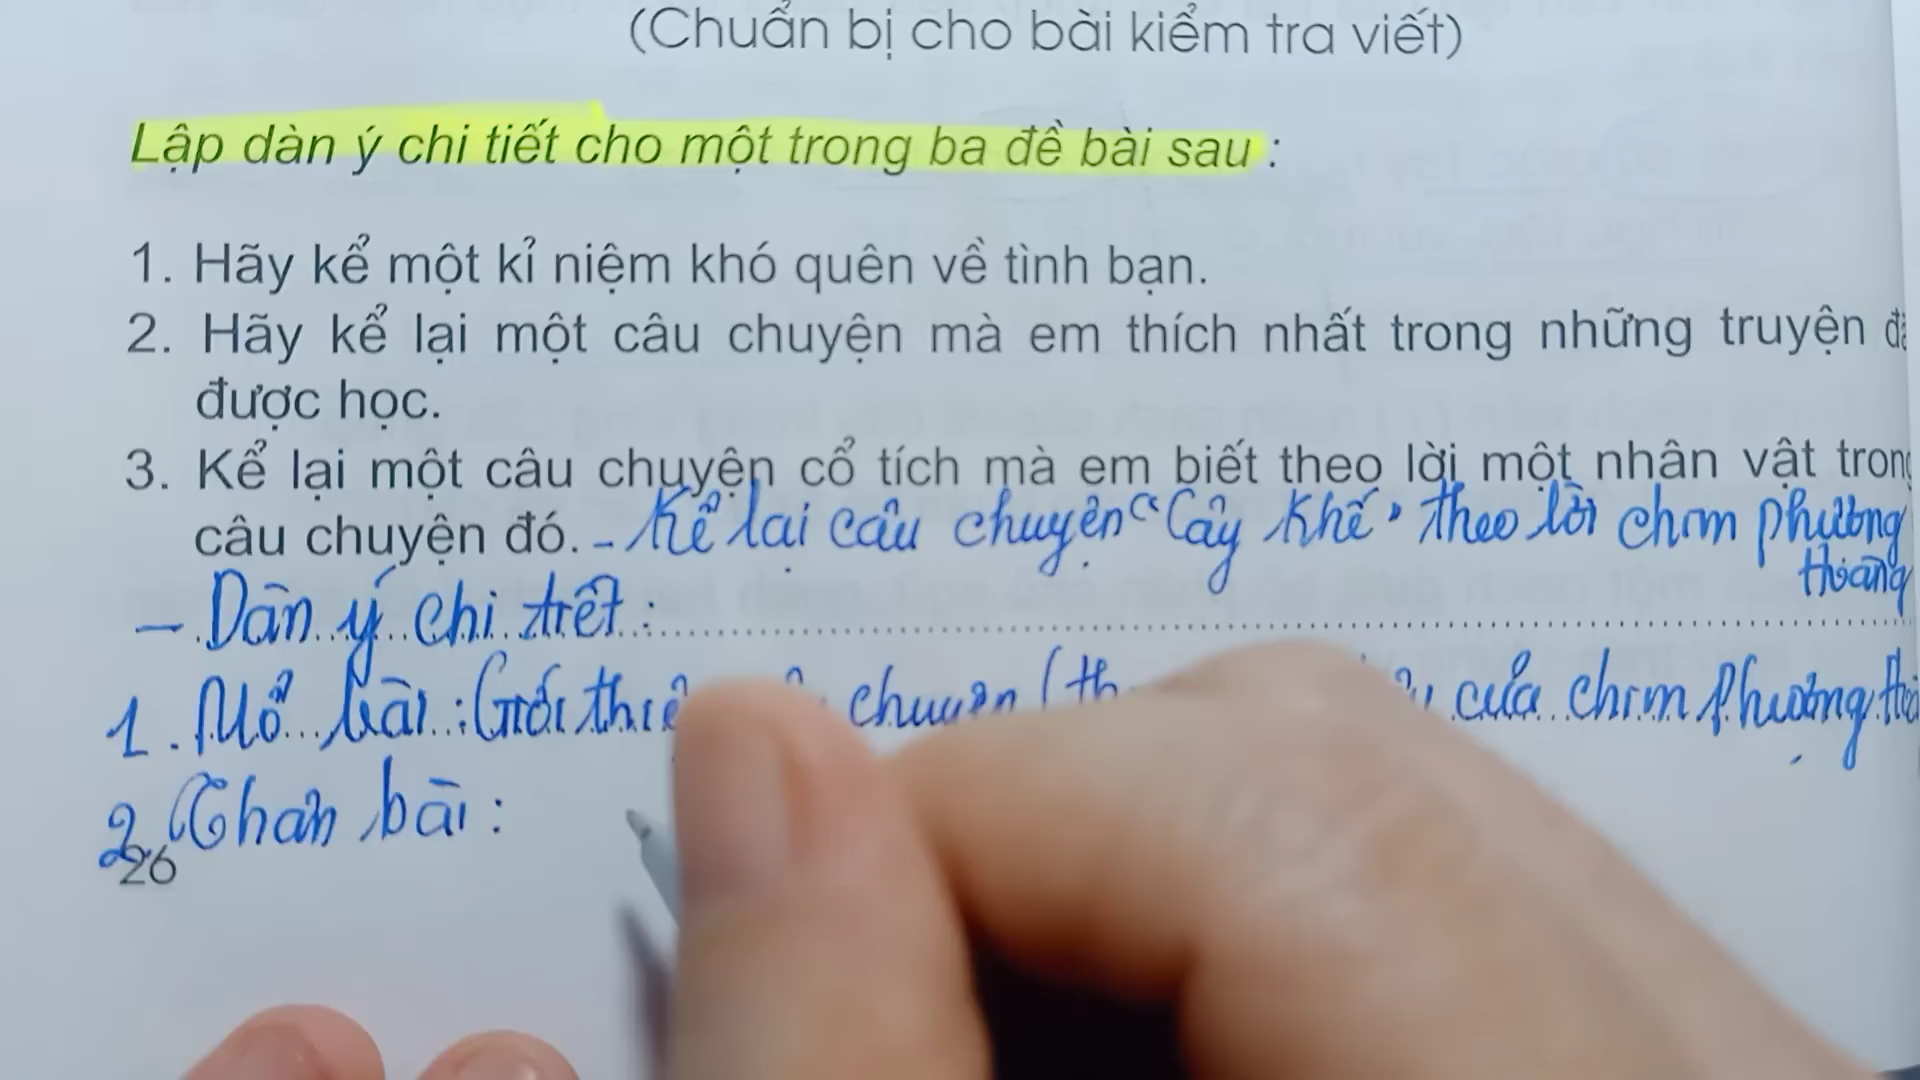 (Chuẩn bị cho bài kiểm tra viết)
Lập dàn ý chi tiết cho một trong ba đề bài sau :
1. Hãy kể một kỉ niệm khó quên về tình bạn.
2. Hãy kể lại một câu chuyện mà em thích nhất trong những truyện
được học.
3. Kể lại một câu chuyện cổ tích mà em biết theo lời một nhân vật trong
câu chuyện đó. - Kể lại câu chuyện "Cây Khế" theo lời chim phượng
Hoàng
- Dàn ý chi tiết :
1. Mở bài : Giới chuyện ( của chim Phượng
2. Thân bài :
26